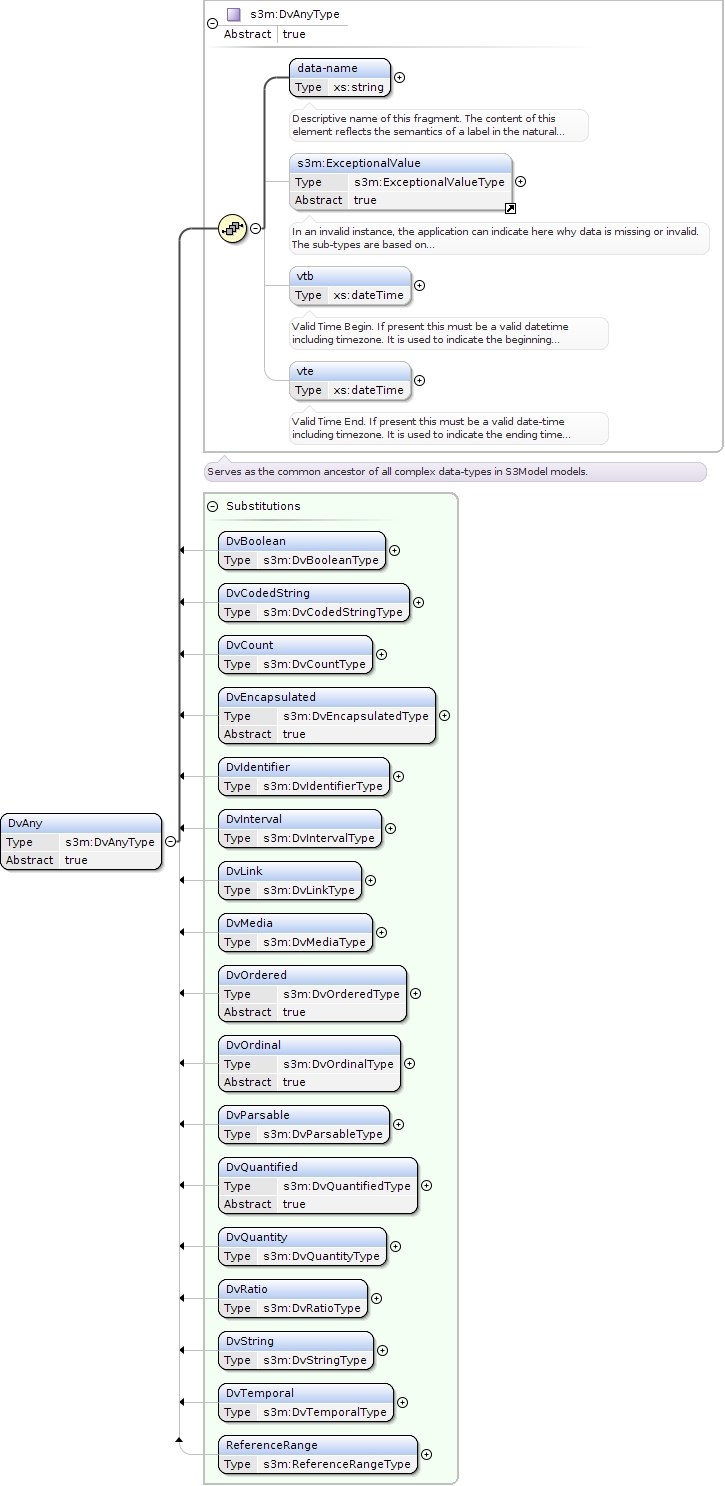 s3m:DvAnyType
Abstract true
data-name
Type xs:string
Descriptive name of this fragment. The content of this
element reflects the semantics of a label in the natural...
s3m:ExceptionalValue
Type s3m:ExceptionalValueType
Abstract true
In an invalid instance, the application can indicate here why data is missing or invalid.
The sub-types are based on...
vtb
Type xs:dateTime
Valid Time Begin. If present this must be a valid datetime
including timezone. It is used to indicate the beginning...
vte
Type xs:dateTime
Valid Time End. If present this must be a valid date-time
including timezone. It is used to indicate the ending time...
Serves as the common ancestor of all complex data-types in S3Model models.
Substitutions
DvBoolean
Type s3m:DvBooleanType
DvCodedString
Type s3m:DvCodedStringType
DvCount
Type s3m:DvCountType
DvEncapsulated
Type s3m:DvEncapsulatedType
Abstract true
DvIdentifier
Type s3m:DvIdentifierType
DvInterval
Type s3m:DvIntervalType
DvAny
Type s3m:DvAnyType
Abstract true
DvLink
Type s3m:DvLinkType
DvMedia
Type s3m:DvMediaType
DvOrdered
Type s3m:DvOrderedType
Abstract true
DvOrdinal
Type s3m:DvOrdinalType
Abstract true
DvParsable
Type s3m:DvParsableType
DvQuantified
Type s3m:DvQuantifiedType
Abstract true
DvQuantity
Type s3m:DvQuantityType
DvRatio
Type s3m:DvRatioType
DvString
Type s3m:DvStringType
DvTemporal
Type s3m:DvTemporalType
ReferenceRange
Type s3m:ReferenceRangeType